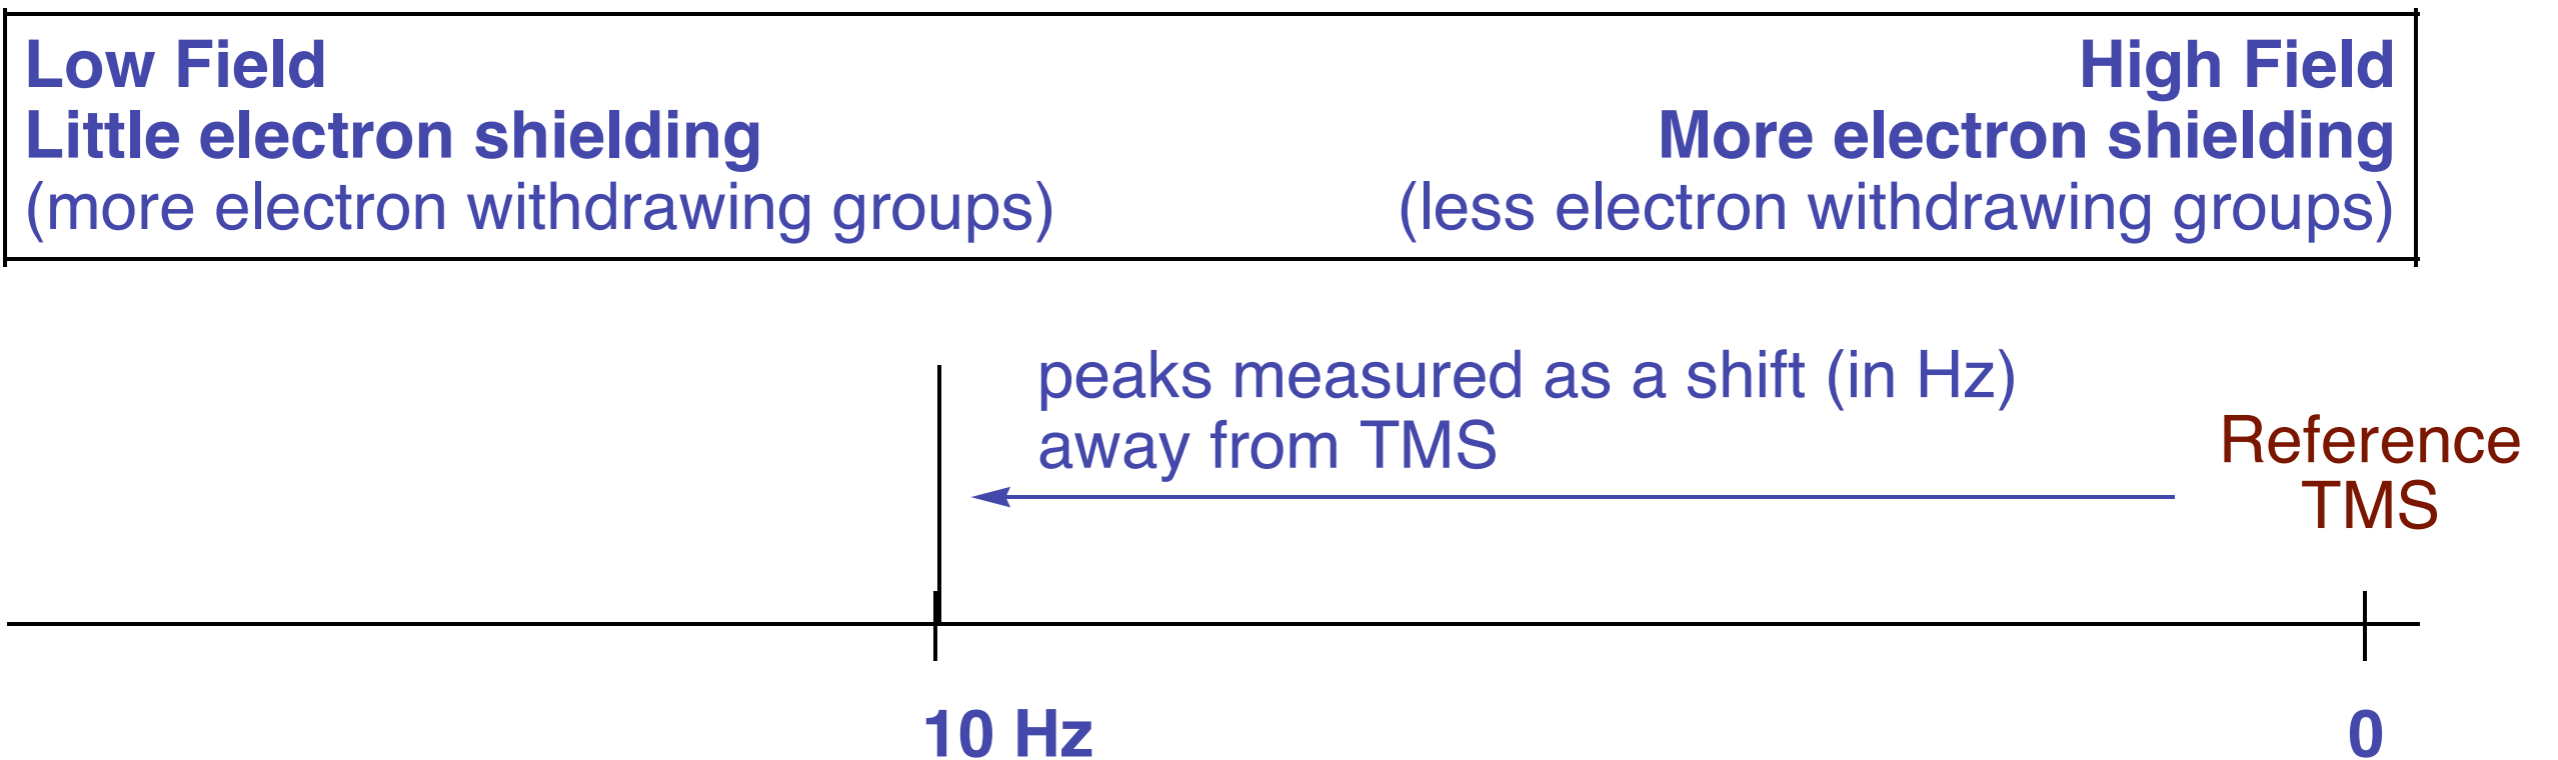 Low Field
Little electron shielding
(more electron withdrawing groups)
High Field
More electron shielding
(less electron withdrawing groups)
peaks measured as a shift (in Hz)
away from TMS
Reference
TMS
10 Hz
0